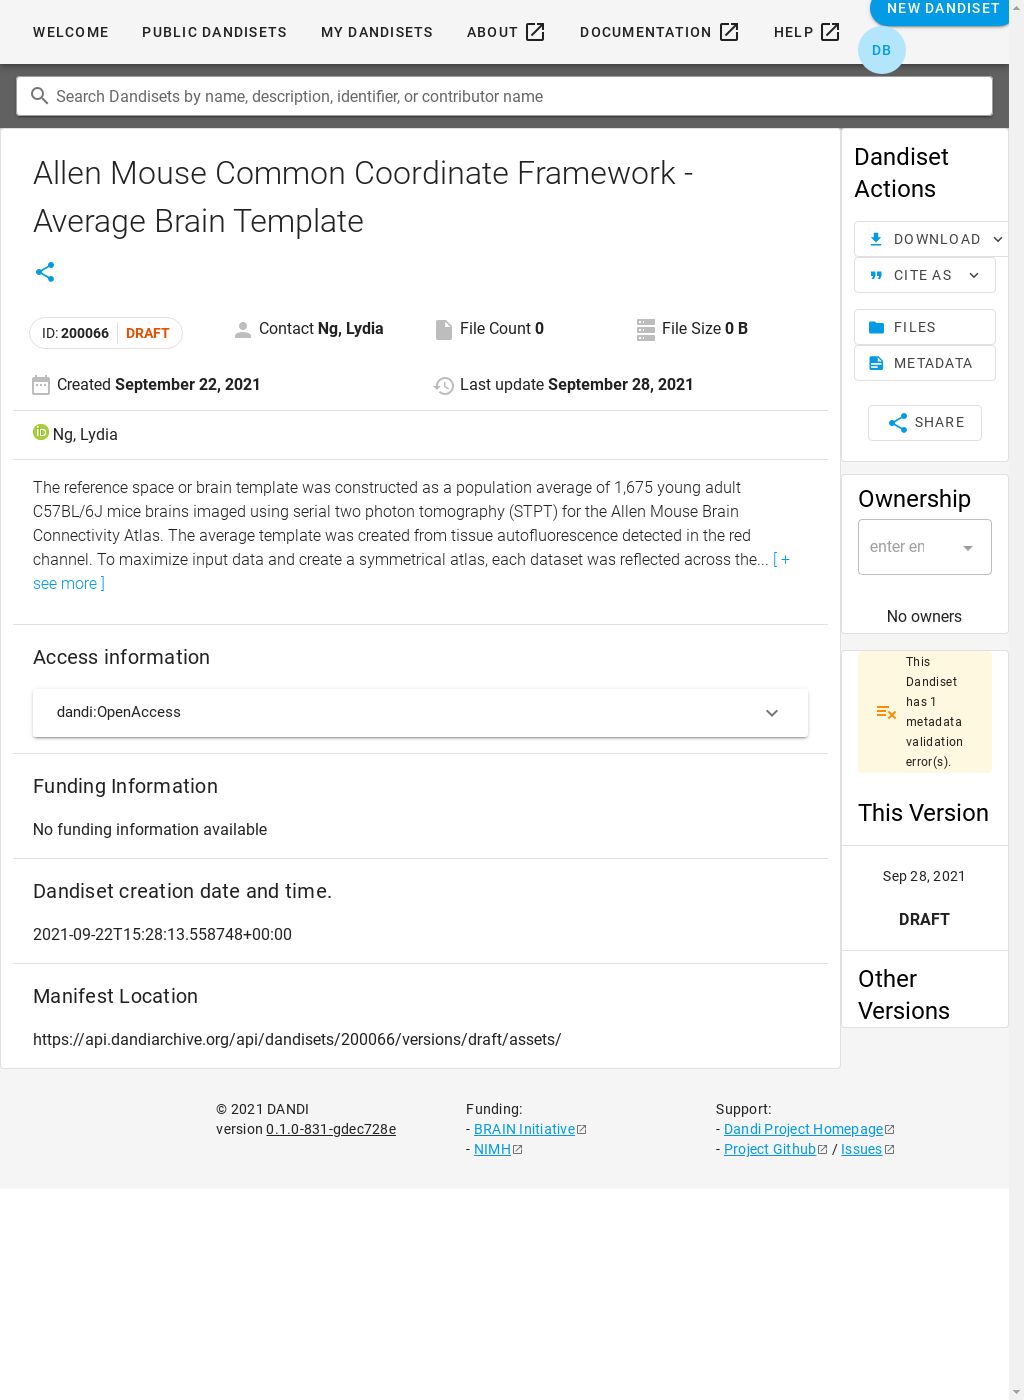 WELCOME PUBLIC DANDISETS MY DANDISETS ABOUT DOCUMENTATION HELP NEW DANDISET
DB
Search Dandisets by name, description, identifier, or contributor name
Allen Mouse Common Coordinate Framework -
Average Brain Template
ID: 200066 DRAFT
Contact Ng, Lydia
File Count 0
File Size 0 B
Created September 22, 2021
Last update September 28, 2021
Ng, Lydia
The reference space or brain template was constructed as a population average of 1,675 young adult
C57BL/6J mice brains imaged using serial two photon tomography (STPT) for the Allen Mouse Brain
Connectivity Atlas. The average template was created from tissue autofluorescence detected in the red
channel. To maximize input data and create a symmetrical atlas, each dataset was reflected across the... [ +
see more ]
Access information
dandi:OpenAccess
Funding Information
No funding information available
Dandiset creation date and time.
2021-09-22T15:28:13.558748+00:00
Manifest Location
https://api.dandiarchive.org/api/dandisets/200066/versions/draft/assets/
Dandiset
Actions
DOWNLOAD
CITE AS
FILES
METADATA
SHARE
Ownership
enter en
No owners
This
Dandiset
has 1
metadata
validation
error(s).
This Version
Sep 28, 2021
DRAFT
Other
Versions
© 2021 DANDI
version 0.1.0-831-gdec728e
Funding:
- BRAIN Initiative
- NIMH
Support:
- Dandi Project Homepage
- Project Github / Issues